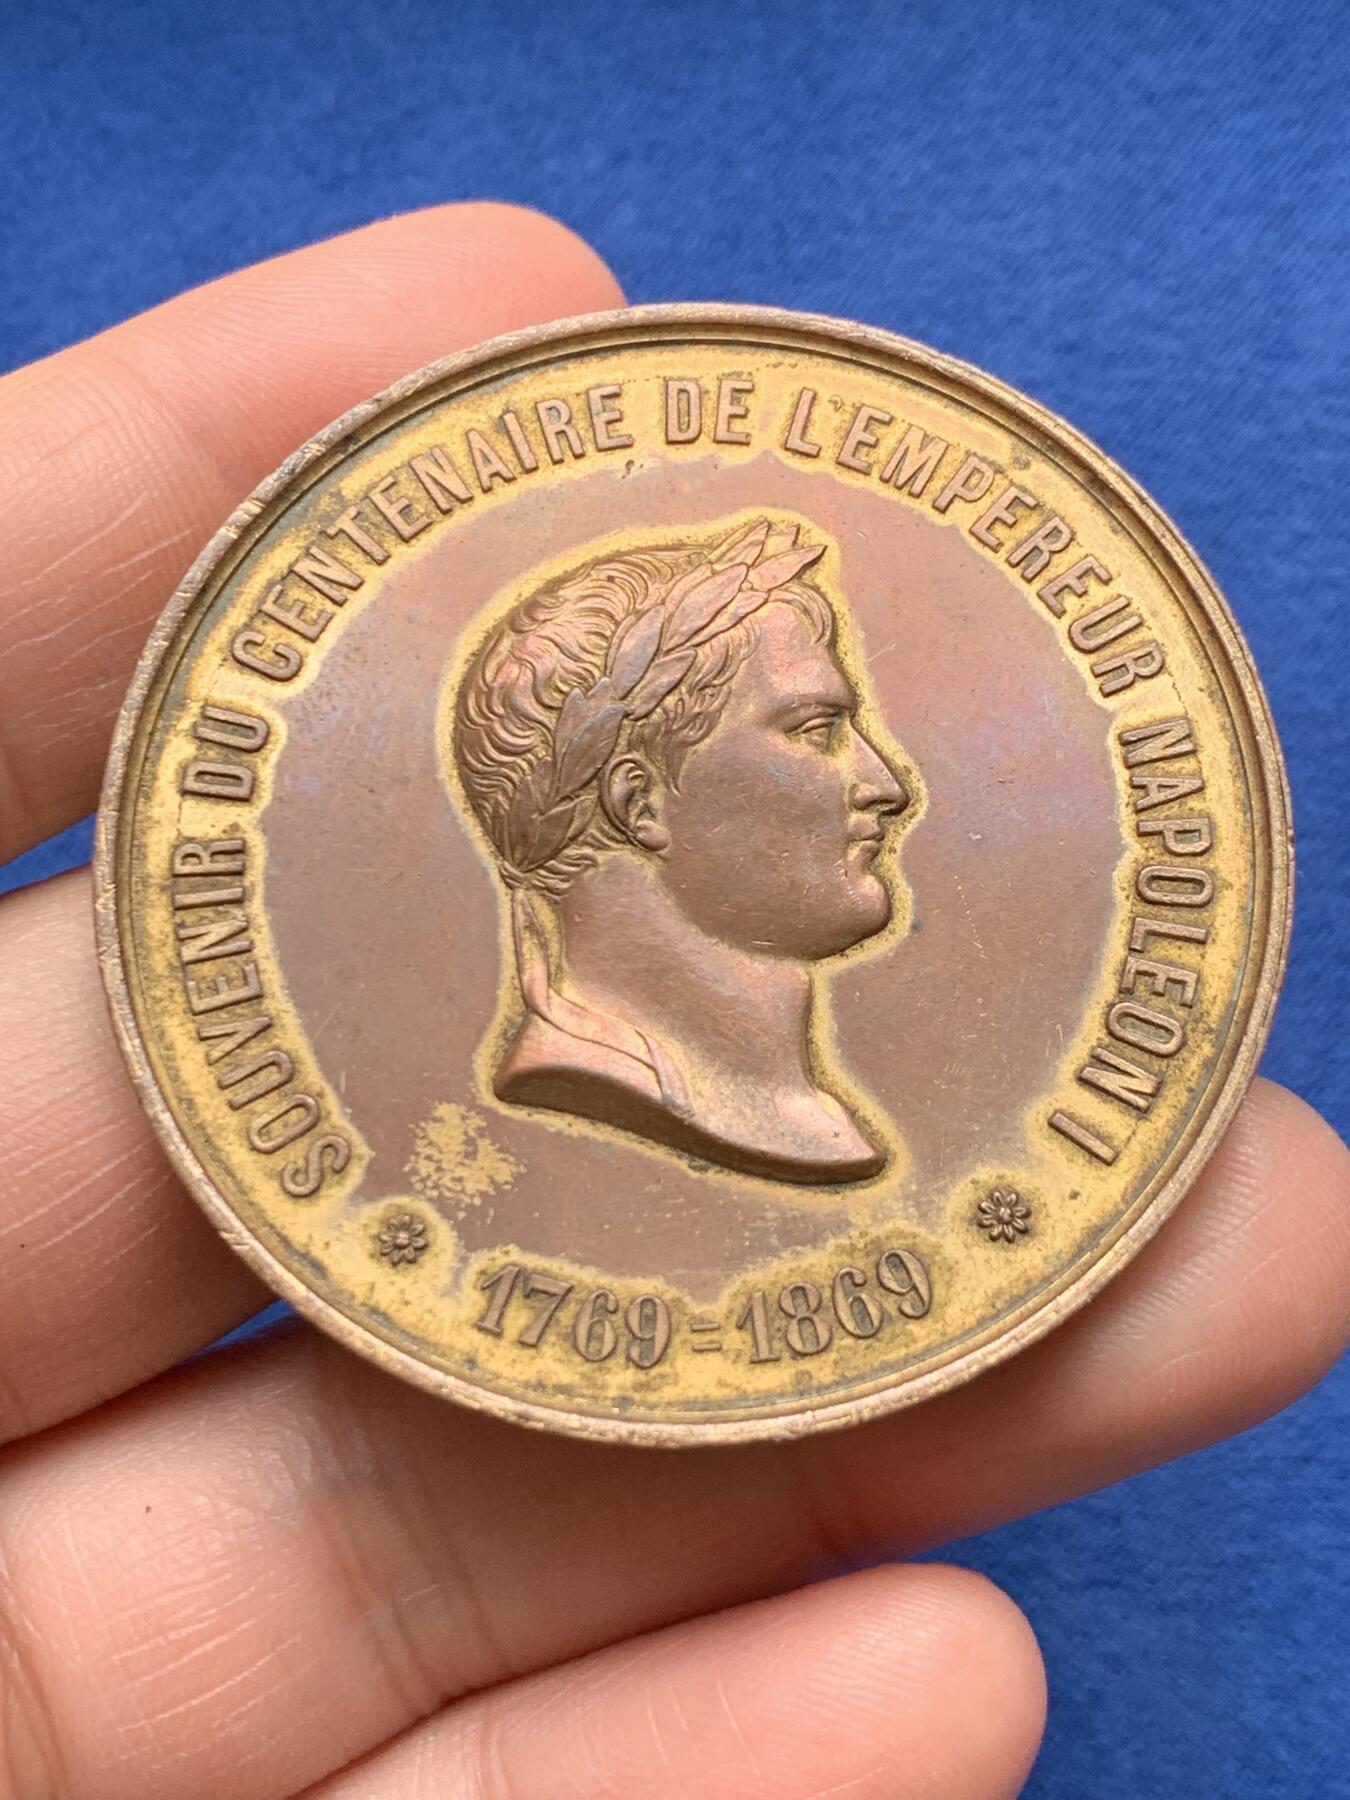 SOUVENIR DU CENTENAIRE DE L'EMPEREUR NAPOLEON I
1769=1869